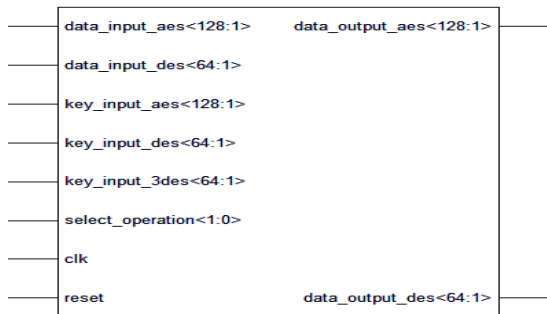 data_input_aes<128:1> data_output_aes<128:1>
data_input_des<64:1>
key_input_aes<128:1>
key_input_des<64:1>
key_input_3des<64:1>
select_operation<1:0>
clk
reset data_output_des<64:1>